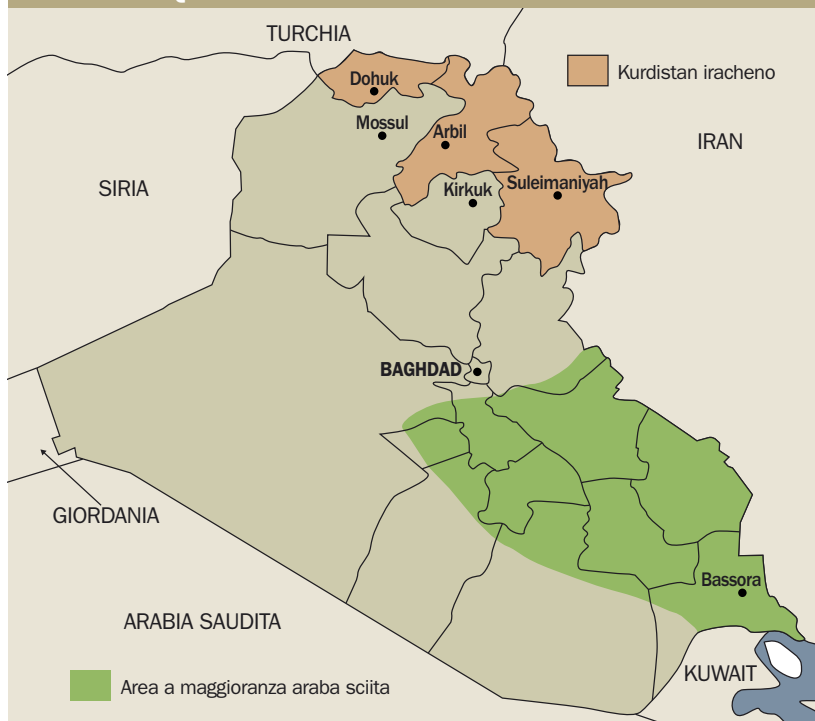 TURCHIA
Kurdistan iracheno
Dohuk
Mossul
Arbil
IRAN
SIRIA
Kirkuk
Suleimaniyah
BAGHDAD
GIORDANIA
Bassora
ARABIA SAUDITA
KUWAIT
Area a maggioranza araba sciita